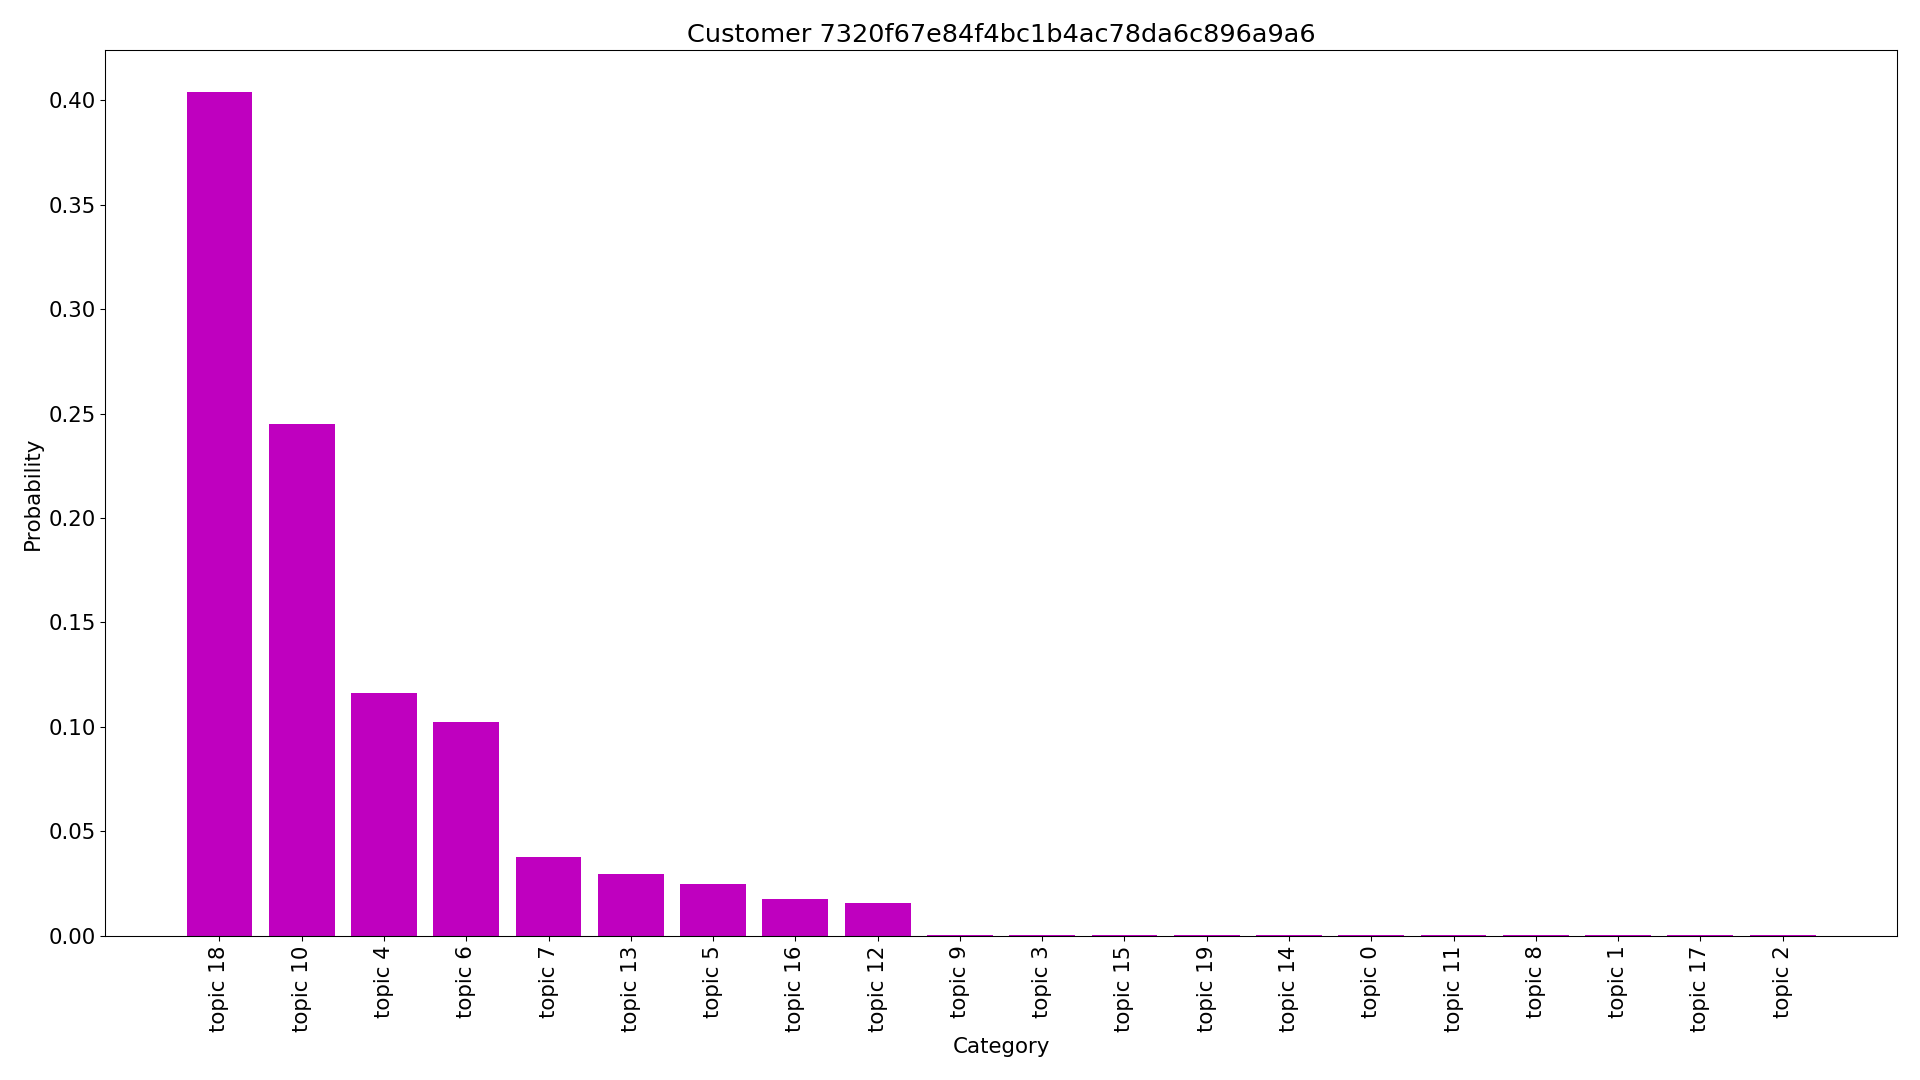 Customer 7320f67e84f4bc1b4ac78da6c896a9a6
Probability
0.40
0.35
0.30
0.25
0.20
0.15
0.10
0.05
0.00
topic 18
topic 10
topic 4
topic 6
topic 7
topic 13
topic 5
topic 16
topic 12
topic 9
topic 3
topic 15
topic 19
topic 14
topic 0
topic 11
topic 8
topic 1
topic 17
topic 2
Category